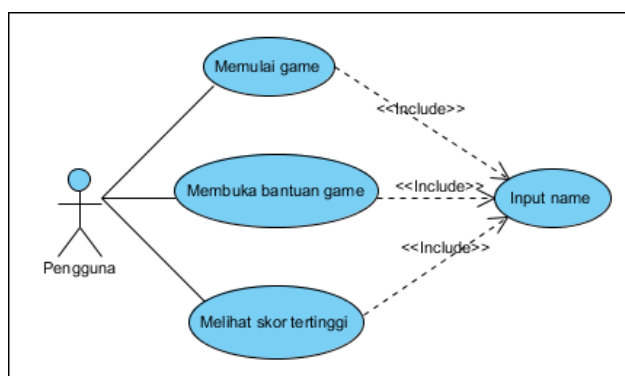 Memulai game
<<Include>>
Membuka bantuan game
<<Include>>
Input name
Pengguna
<<Include>>
Melihat skor tertinggi